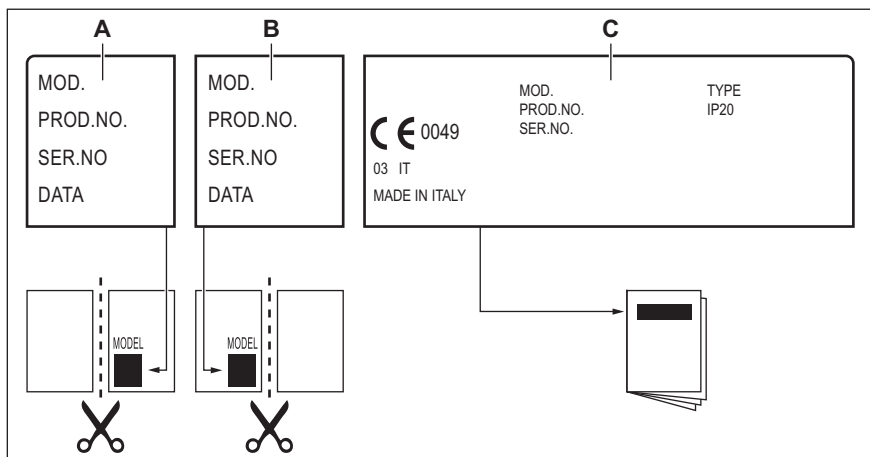 A
B
C
MOD.
PROD.NO.
SER.NO
DATA
MOD.
PROD.NO.
SER.NO
DATA
MOD.
PROD.NO.
SER.NO.
TYPE
IP20
CE 0049
03 IT
MADE IN ITALY
MODEL
MODEL